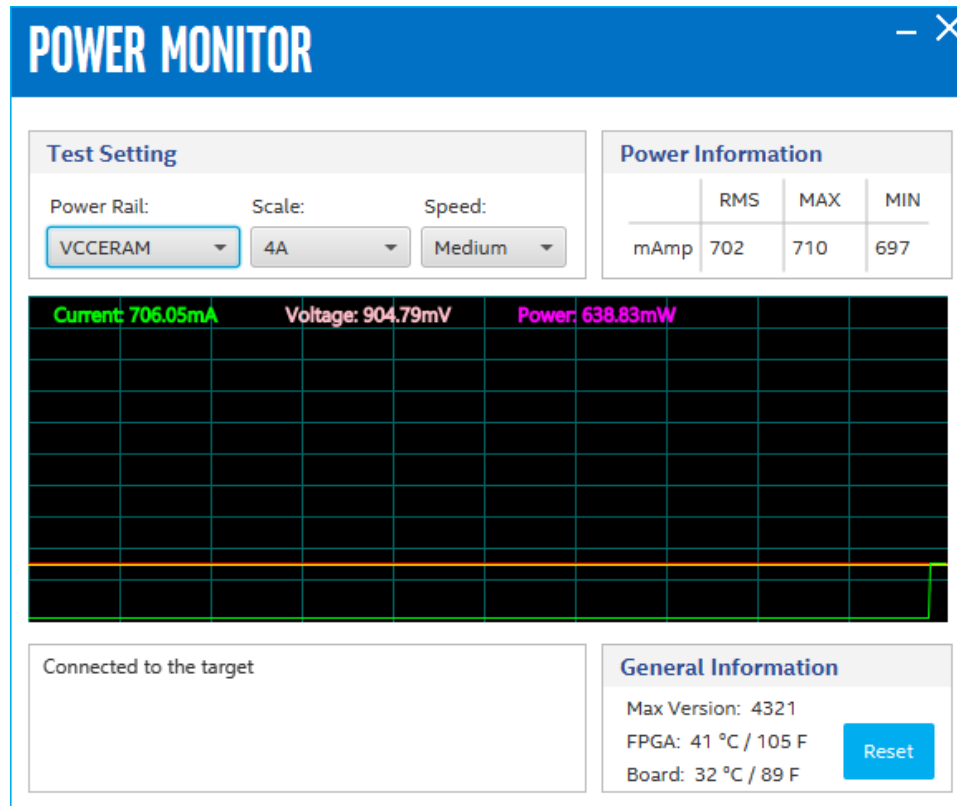 POWER MONITOR
Test Setting
Power Rail: Scale: Speed:
VCCERAM 4A Medium
Power Information
RMS MAX MIN
mAmp 702 710 697
Current: 706.05mA Voltage: 904.79mV Power: 638.83mW
Connected to the target
General Information
Max Version: 4321
FPGA: 41 °C / 105 F
Board: 32 °C / 89 F
Reset